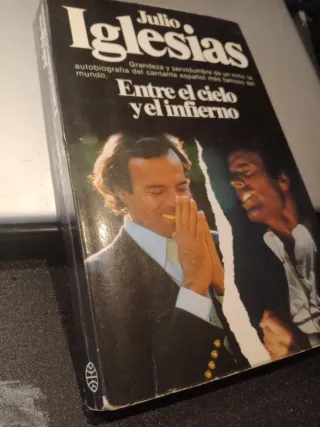 Julio
Iglesias
Grandeza y servidumbre de un mito: la
autobiografía del cantante español más famoso del
mundo.
Entre el cielo
y el infierno